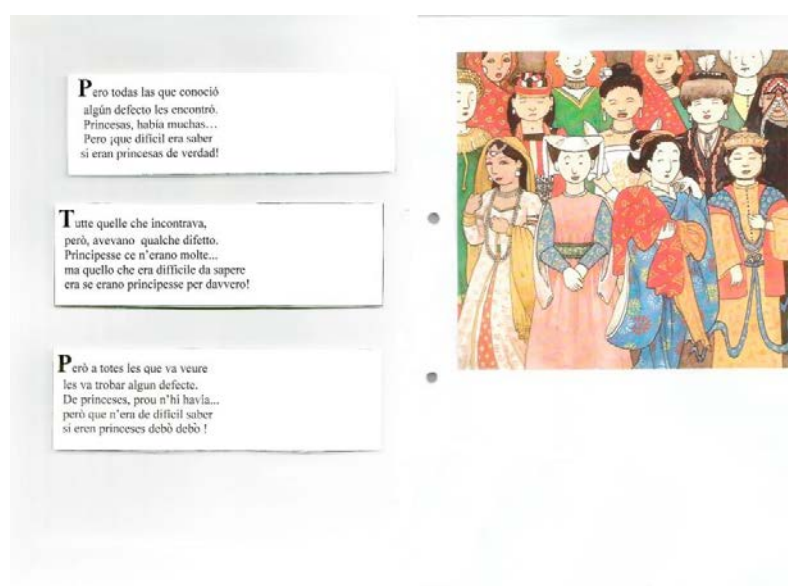 Pero todas las que conoció
algún defecto les encontró.
Princesas, había muchas…
Pero ¡que difícil era saber
si eran princesas de verdad!
Tutte quelle che incontrava,
però, avevano qualche difetto.
Principesse ce n'erano molte...
ma quello che era difficile da sapere
era se erano principesse per davvero!
Però a totes les que va veure
les va trobar algun defecte.
De princeses, prou n'hi havia...
però que n'era de difícil saber
si eren princeses debò debò !